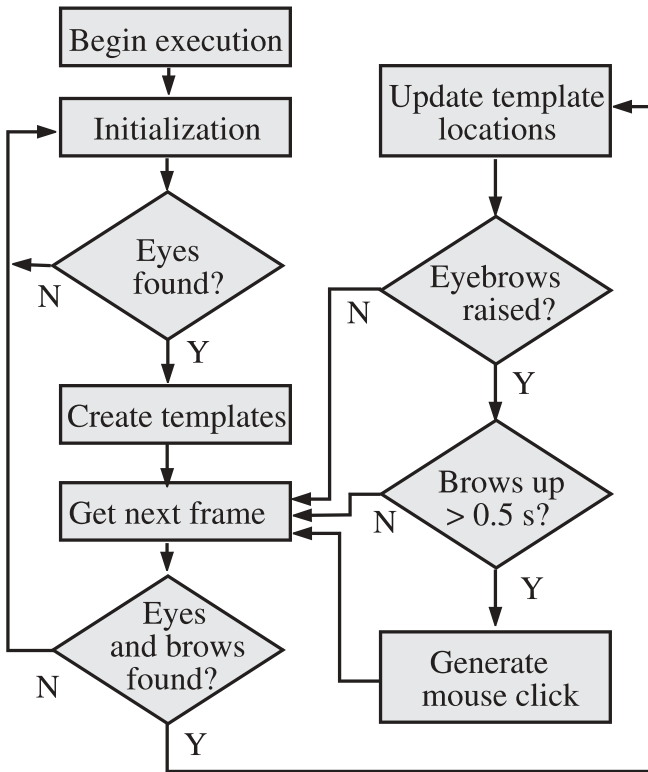 Begin execution
Initialization
Eyes
found?
N
Y
Create templates
Get next frame
Eyes
and brows
found?
N
Y
Update template
locations
Eyebrows
raised?
N
Y
Brows up
> 0.5 s?
N
Y
Generate
mouse click